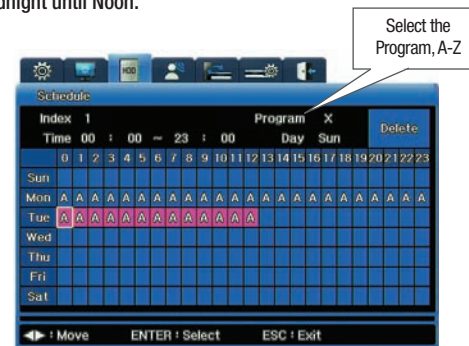 dnight until Noon.
Select the
Program, A-Z
HDD
Schedule
Index 1 Program X
Delete
Time 00 : 00 ~ 23 : 00 Day Sun
0 1 2 3 4 5 6 7 8 9 10 11 12 13 14 15 16 17 18 19 20 21 22 23
Sun
Mon A A A A A A A A A A A A A A A A A A A A A A A A
Tue A A A A A A A A A A A A A
Wed
Thu
Fri
Sat
◄► : Move ENTER : Select ESC : Exit